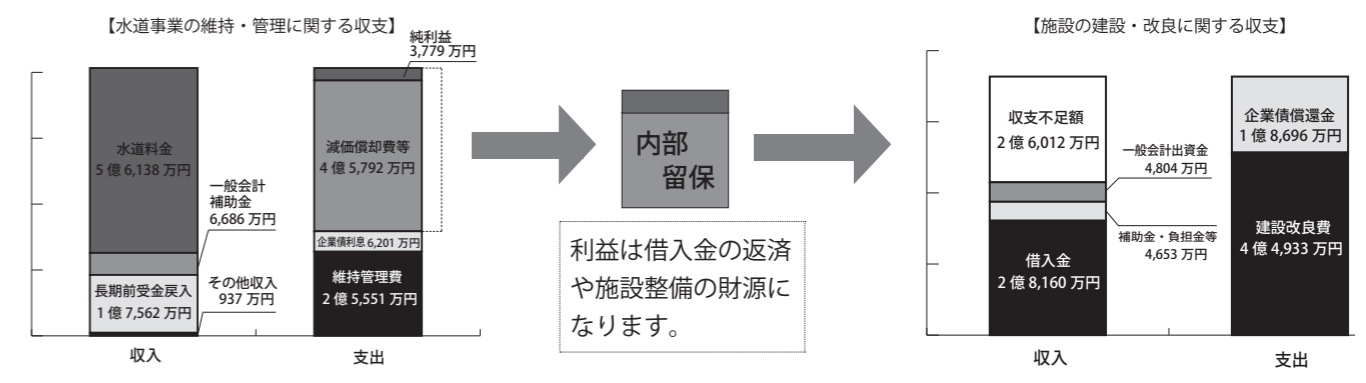 【水道事業の維持・管理に関する収支】
純利益
3,779 万円
水道料金
5 億 6,138 万円
一般会計
補助金
6,686 万円
長期前受金戻入
1 億 7,562 万円
その他収入
937 万円
収入
減価償却費等
4 億 5,792 万円
企業債利息 6,201 万円
維持管理費
2 億 5,551 万円
支出
内部
留保
利益は借入金の返済
や施設整備の財源に
なります。
【施設の建設・改良に関する収支】
収支不足額
2 億 6,012 万円
一般会計出資金
4,804 万円
補助金・負担金等
4,653 万円
借入金
2 億 8,160 万円
収入
企業債償還金
1 億 8,696 万円
建設改良費
4 億 4,933 万円
支出